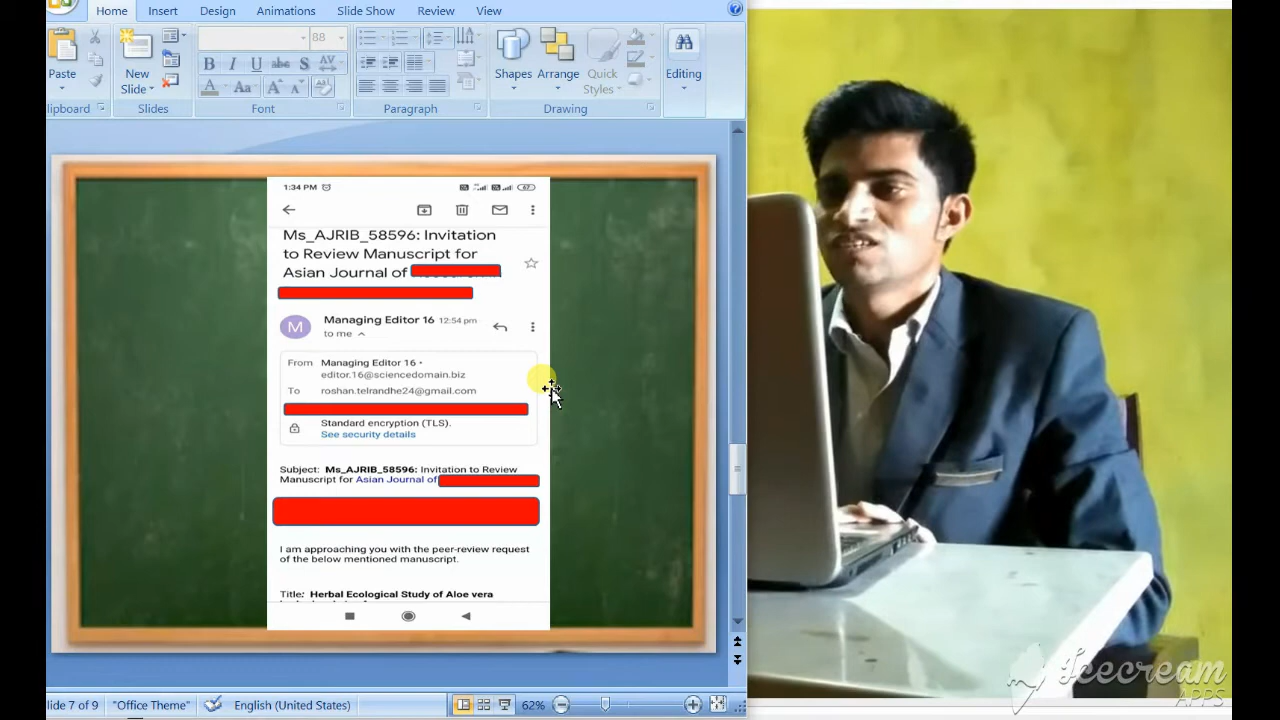 Home Insert Design Animations Slide Show Review View
88
Paste
New
Slide
Shapes Arrange Quick
Styles
Editing
lipboard Slides Font Paragraph Drawing
1:34 PM
67
Ms_AJRIB_58596: Invitation
to Review Manuscript for
Asian Journal of
M
Managing Editor 16 12:54 pm
to me
From Managing Editor 16 •
editor.16@sciencedomain.biz
To roshan.telrandhe24@gmail.com
Standard encryption (TLS).
See security details
Subject: Ms_AJRIB_58596: Invitation to Review
Manuscript for Asian Journal of
I am approaching you with the peer-review request
of the below mentioned manuscript.
Title: Herbal Ecological Study of Aloe vera
lide 7 of 9 "Office Theme" English (United States) 62%
Icecream
APPS